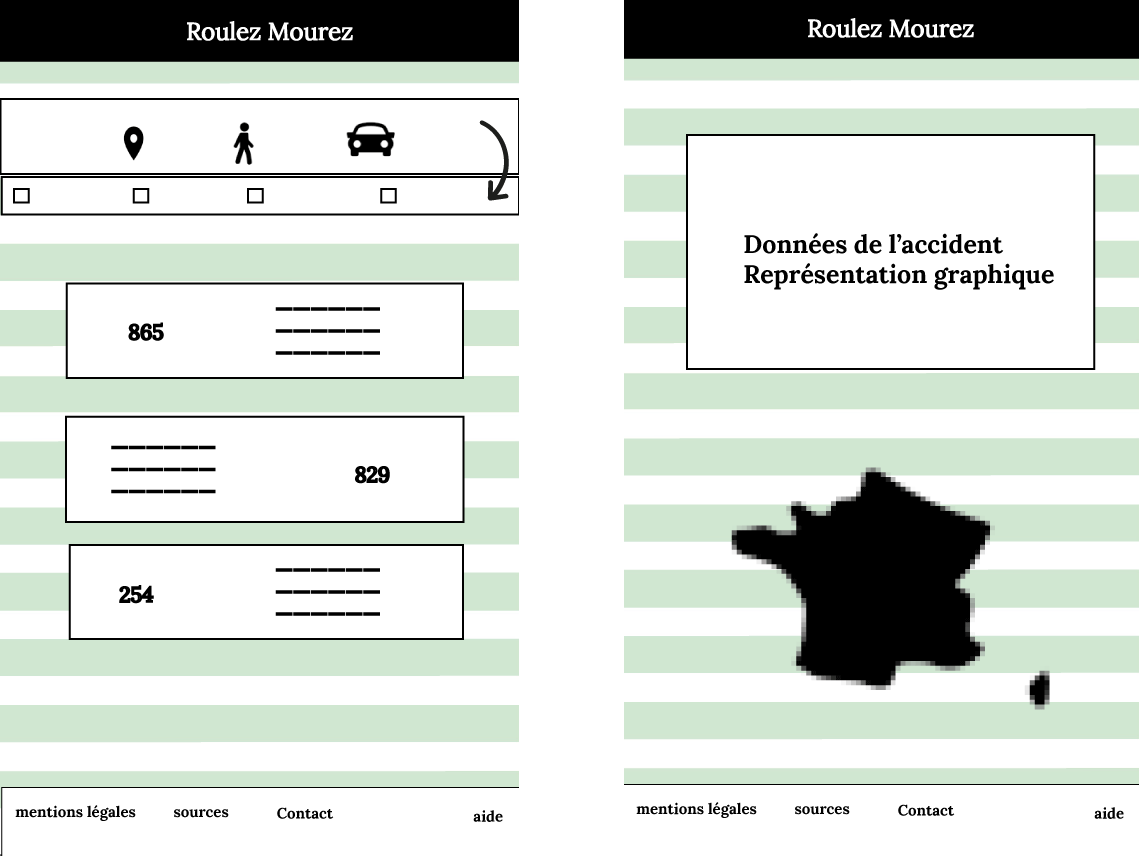 Roulez Mourez
865
829
254
mentions légales sources Contact aide
Roulez Mourez
Données de l’accident
Représentation graphique
mentions légales sources Contact aide